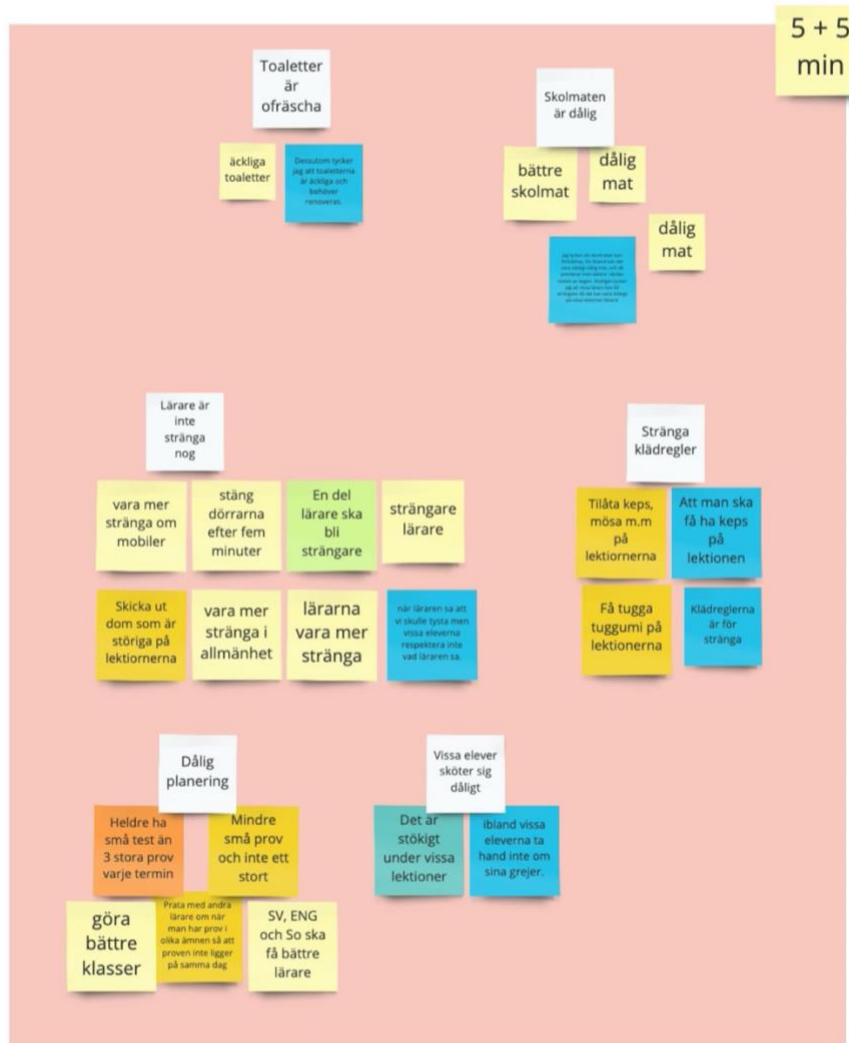 5 + 5
min
Toaletter
är
ofräscha
äckliga
toaletter
Dessutom tycker
jag att toaletterna
är äckliga och
behöver
renoveras.
Skolmaten
är dålig
bättre
skolmat
dålig
mat
dålig
mat
Lärare är
inte
stränga
nog
vara mer
stränga om
mobiler
stäng
dörrarna
efter fem
minuter
En del
lärare ska
bli
strängare
strängare
lärare
Skicka ut
dom som är
störiga på
lektiornerna
vara mer
stränga i
allmänhet
lärarna
vara mer
stränga
när läraren sa att
vi skulle tysta men
vissa eleverna
respektera inte
vad läraren sa.
Stränga
klädregler
Tilåta keps,
mösa m.m
på
lektiornerna
Att man ska
få ha keps
på
lektionen
Få tugga
tuggumi på
lektionerna
Klädreglerna
är för
stränga
Dålig
planering
Heldre ha
små test än
3 stora prov
varje termin
Mindre
små prov
och inte ett
stort
göra
bättre
klasser
Prata med andra
lärare om när
man har prov i
olika ämnen så att
proven inte ligger
på samma dag
SV, ENG
och So ska
få bättre
lärare
Vissa elever
sköter sig
dåligt
Det är
stökigt
under vissa
lektioner
ibland vissa
eleverna ta
hand inte om
sina grejer.